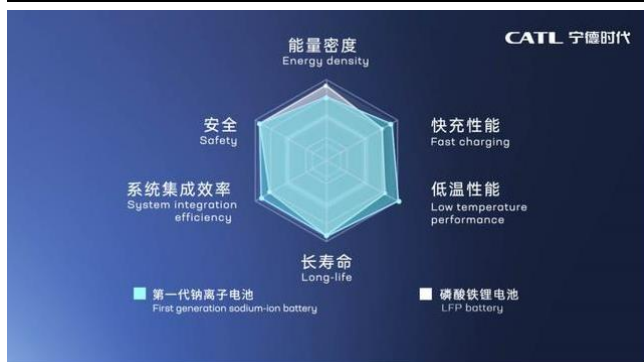 CATL 宁德时代
能量密度
Energy density
安全
Safety
快充性能
Fast charging
系统集成效率
System integration
efficiency
低温性能
Low temperature
performance
长寿命
Long-life
第一代钠离子电池
First generation sodium-ion battery
磷酸铁锂电池
LFP battery